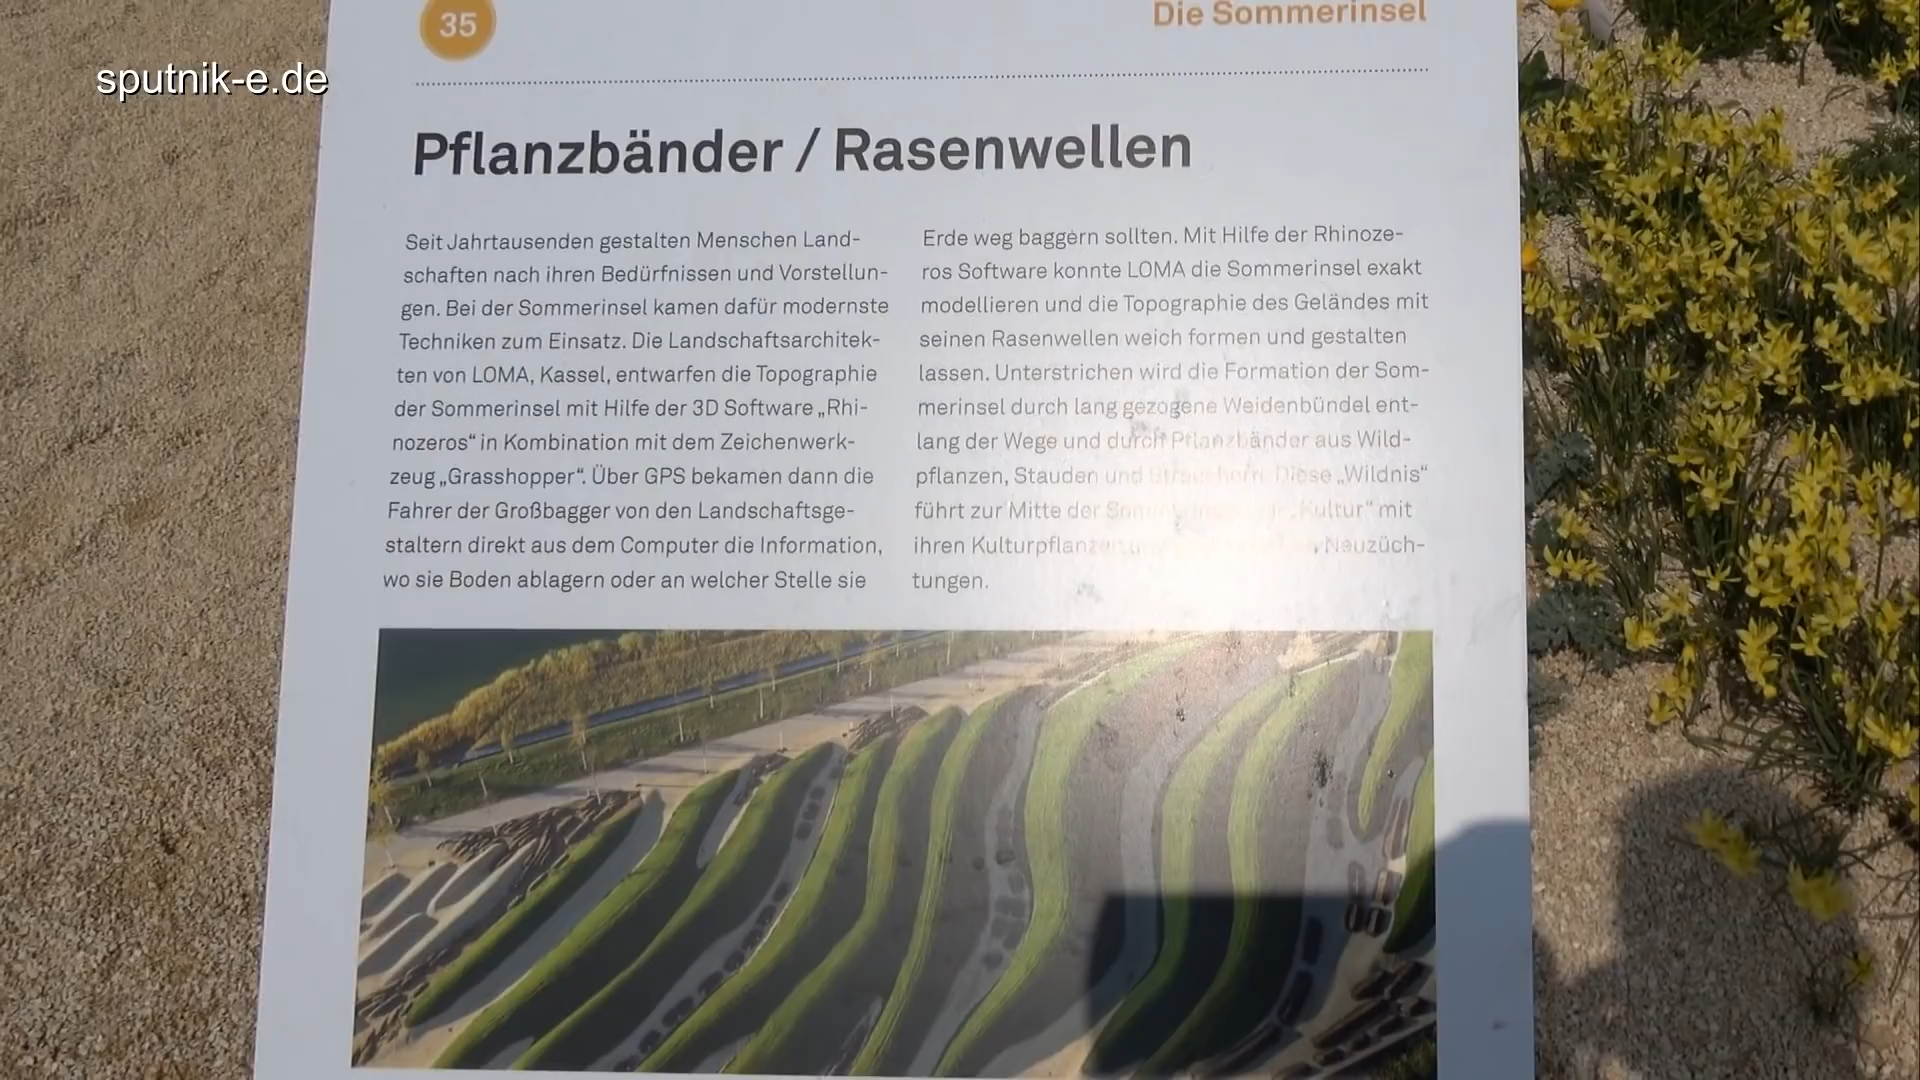 35
Die Sommerinsel
sputnik-e.de
Pflanzbänder / Rasenwellen
Seit Jahrtausenden gestalten Menschen Land-
schaften nach ihren Bedürfnissen und Vorstellun-
gen. Bei der Sommerinsel kamen dafür modernste
Techniken zum Einsatz. Die Landschaftsarchitek-
ten von LOMA, Kassel, entwarfen die Topographie
der Sommerinsel mit Hilfe der 3D Software „Rhi-
nozeros“ in Kombination mit dem Zeichenwerk-
zeug „Grasshopper“. Über GPS bekamen dann die
Fahrer der Großbagger von den Landschaftsge-
staltern direkt aus dem Computer die Information,
wo sie Boden ablagern oder an welcher Stelle sie
Erde weg baggern sollten. Mit Hilfe der Rhinoze-
ros Software konnte LOMA die Sommerinsel exakt
modellieren und die Topographie des Geländes mit
seinen Rasenwellen weich formen und gestalten
lassen. Unterstrichen wird die Formation der Som-
merinsel durch lang gezogene Weidenbündel ent-
lang der Wege und durch Pflanzbänder aus Wild-
pflanzen, Stauden und Sträuchern. Diese „Wildnis“
führt zur Mitte der „Kultur“ mit
ihren Kulturpflanzen Neuzüch-
tungen.